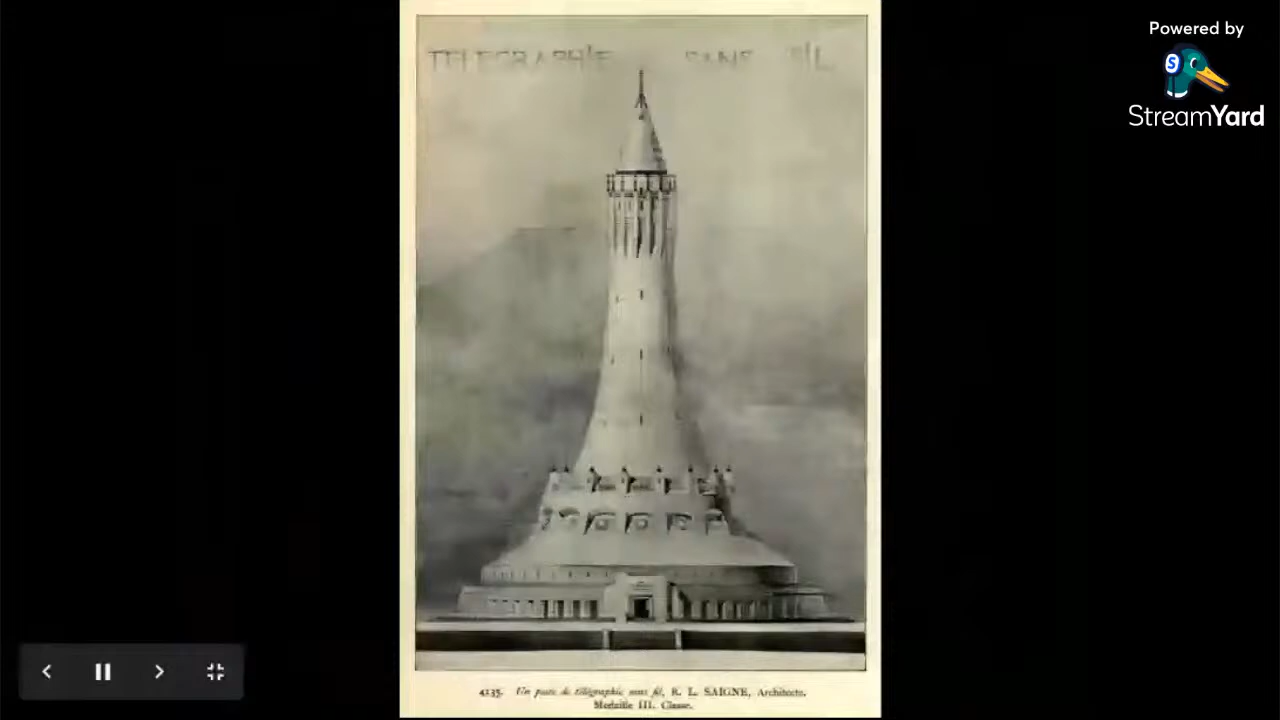 TELEGRAPHIE SANS FIL
Powered by
StreamYard
4135. Un poste de télégraphie sans fil, R. L. SAIGNE, Architecte.
Médaille III. Classe.